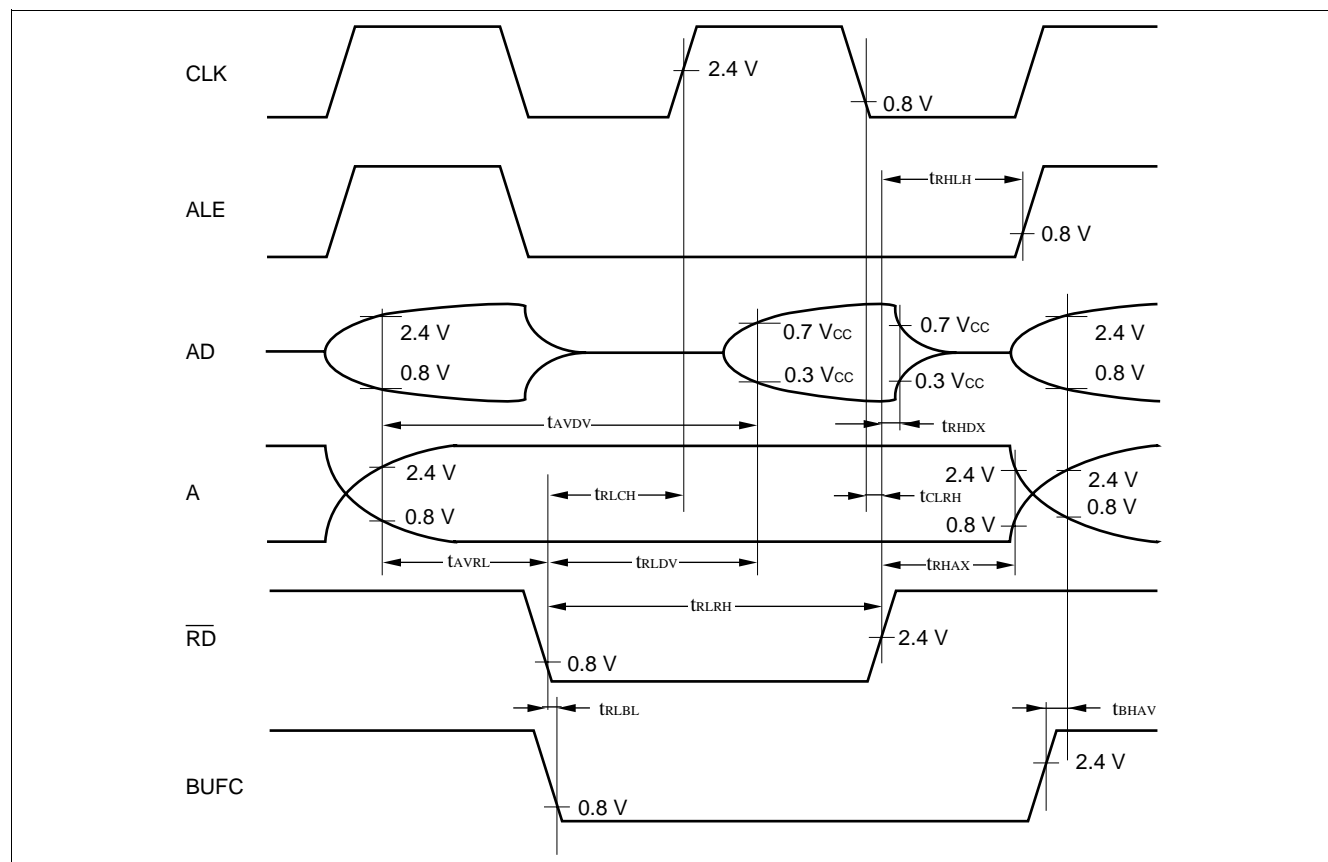 CLK
2.4 V
0.8 V
tRHLH
ALE
0.8 V
AD
2.4 V
0.7 VCC
0.7 VCC
2.4 V
0.8 V
0.3 VCC
0.3 VCC
0.8 V
tAVDV
tRHDX
A
2.4 V
2.4 V
2.4 V
tRLCH
tCLRH
0.8 V
0.8 V
0.8 V
tAVRL
tRLDV
tRHAX
tRLRH
RD
0.8 V
2.4 V
tRLBL
tBHAV
BUFC
2.4 V
0.8 V